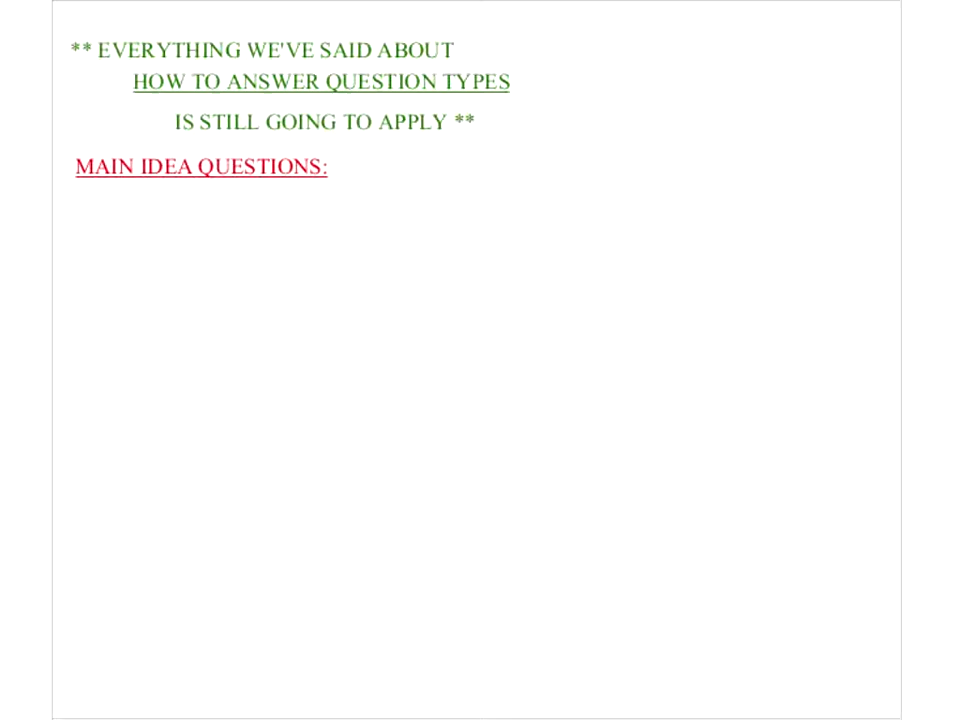 ** EVERYTHING WE'VE SAID ABOUT
HOW TO ANSWER QUESTION TYPES
IS STILL GOING TO APPLY **
MAIN IDEA QUESTIONS: